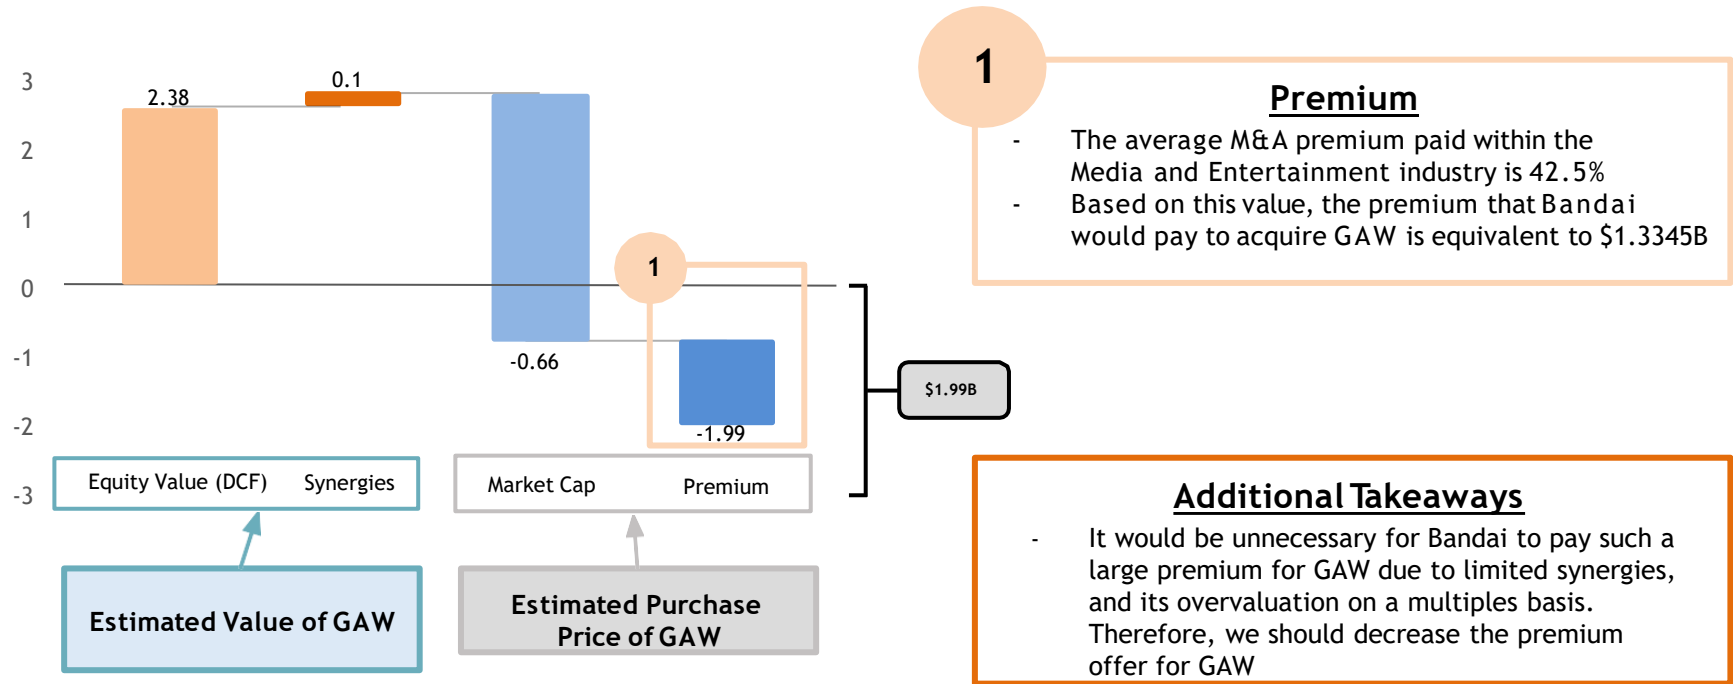 3
2
1
0
-1
-2
-3
2.38
0.1
-0.66
-1.99
1
$1.99B
Equity Value (DCF)
Synergies
Market Cap
Premium
Estimated Value of GAW
Estimated Purchase
Price of GAW
1
Premium
- The average M&A premium paid within the
Media and Entertainment industry is 42.5%
- Based on this value, the premium that Bandai
would pay to acquire GAW is equivalent to $1.3345B
Additional Takeaways
- It would be unnecessary for Bandai to pay such a
large premium for GAW due to limited synergies,
and its overvaluation on a multiples basis.
Therefore, we should decrease the premium
offer for GAW